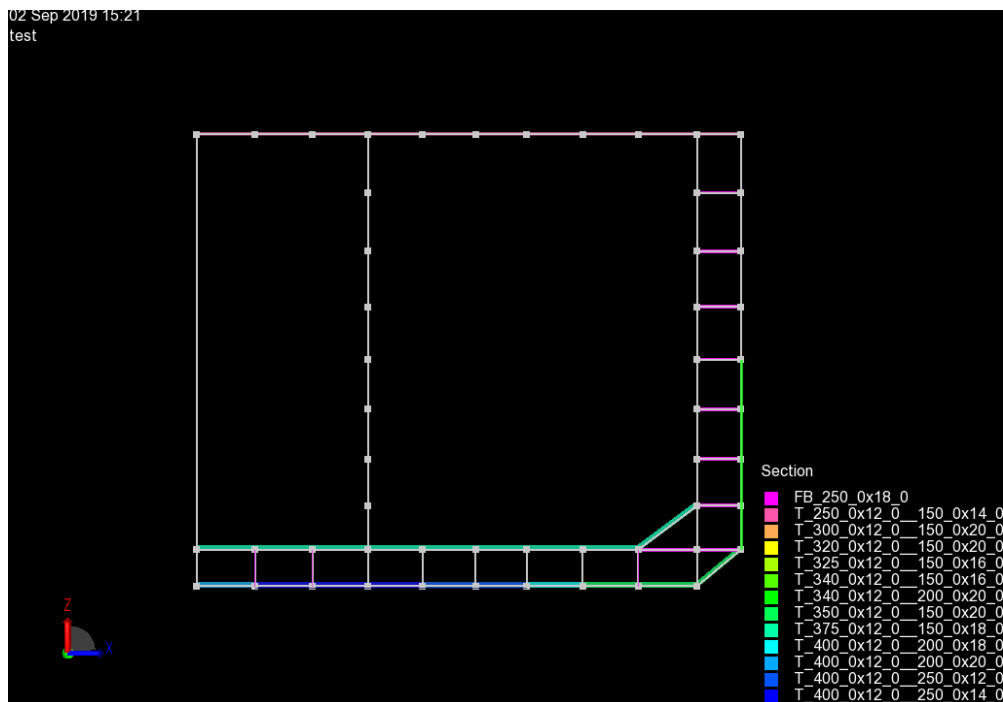 02 Sep 2019 15:21
test
Section
FB_250_0x18_0
T_250_0x12_0__150_0x14_0
T_300_0x12_0__150_0x20_0
T_320_0x12_0__150_0x20_0
T_325_0x12_0__150_0x16_0
T_340_0x12_0__150_0x16_0
T_340_0x12_0__200_0x20_0
T_350_0x12_0__150_0x20_0
T_375_0x12_0__150_0x18_0
T_400_0x12_0__200_0x18_0
T_400_0x12_0__200_0x20_0
T_400_0x12_0__250_0x12_0
T_400_0x12_0__250_0x14_0
Z
X